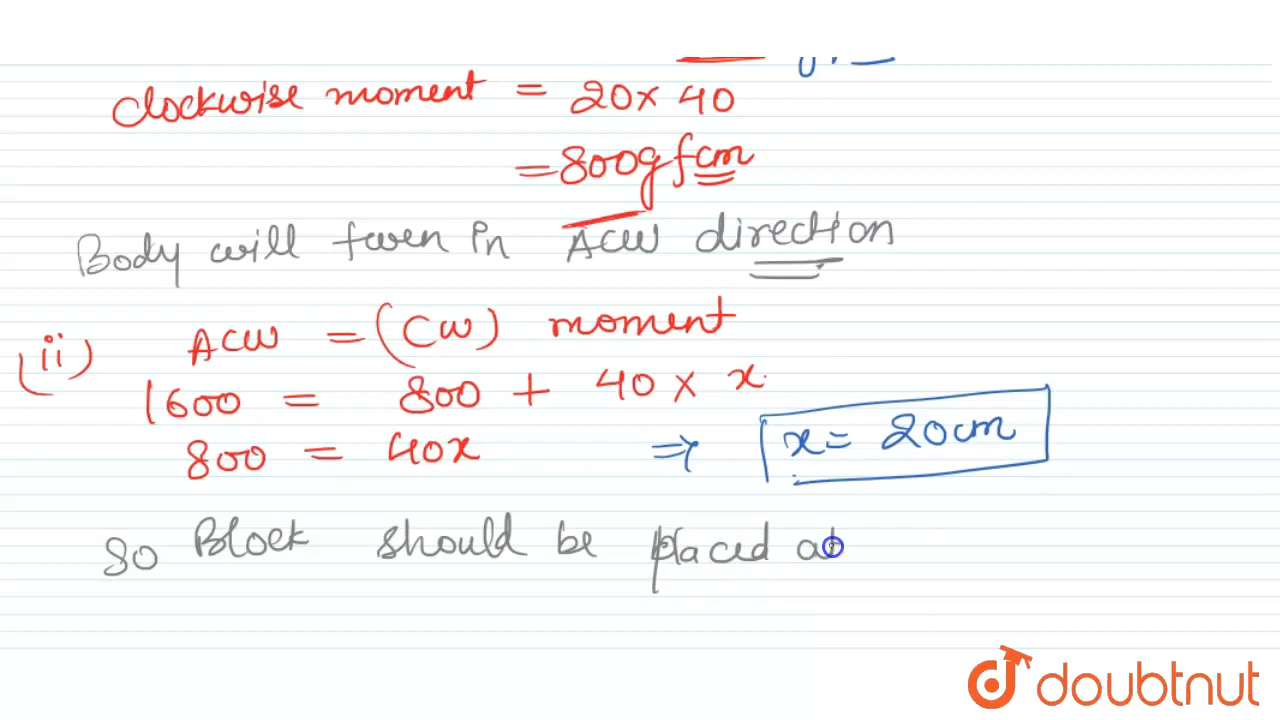 Clockwise moment = 20 x 40
= 800gfcm
Body will turn in ACW direction
(ii) ACW = (CW) moment
1600 = 800 + 40 x x
800 = 40x ⇒ x = 20cm
So Block should be placed at
doubtnut